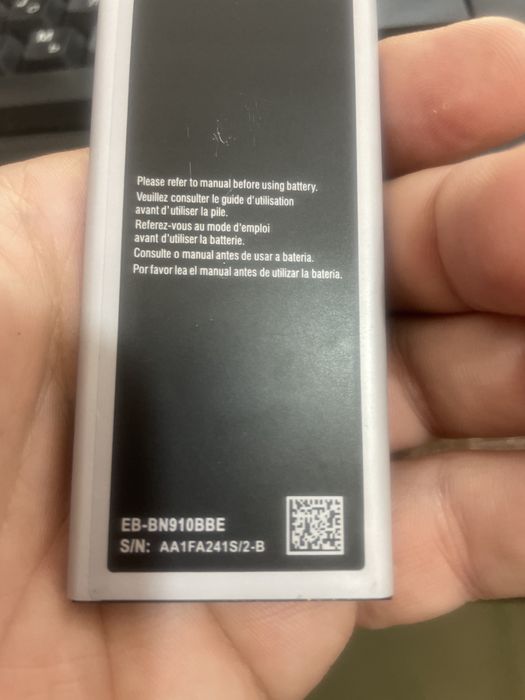 Please refer to manual before using battery.
Veuillez consulter le guide d'utilisation
avant d'utiliser la pile.
Referez-vous au mode d'emploi
avant d'utiliser la batterie.
Consulte o manual antes de usar a bateria.
Por favor lea el manual antes de utilizar la bateria.
EB-BN910BBE
S/N: AA1FA241S/2-B